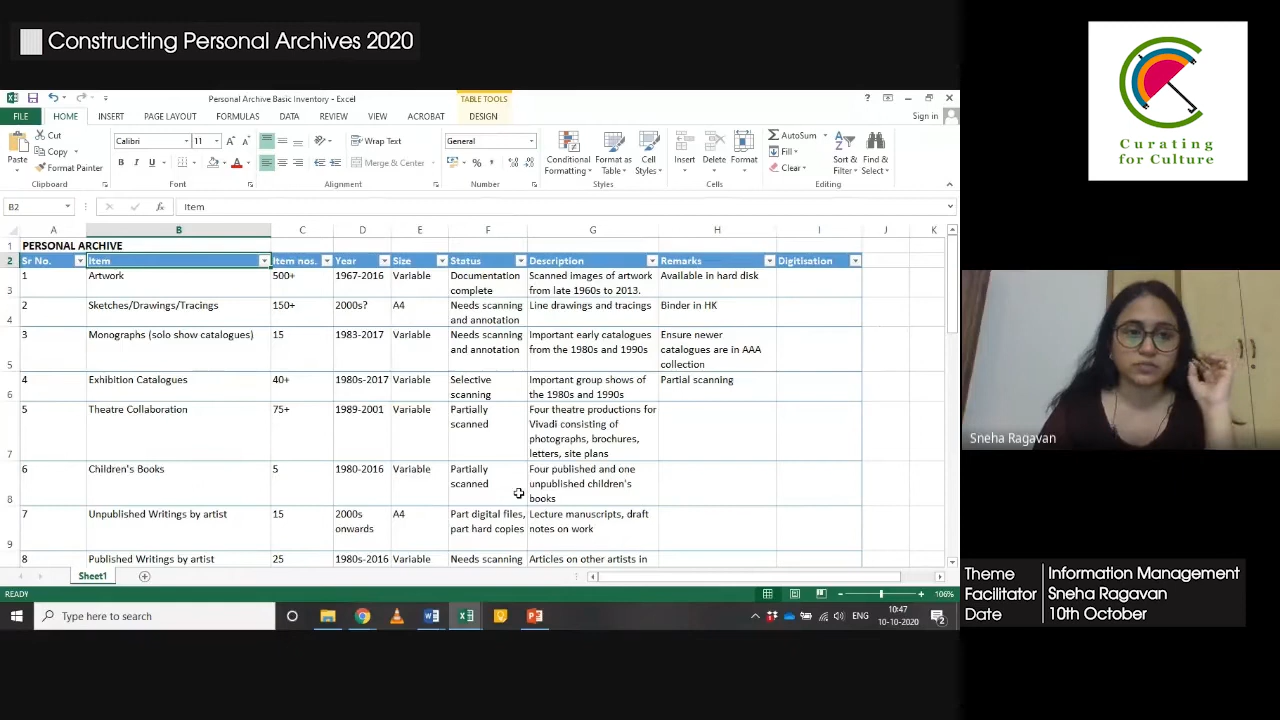 Constructing Personal Archives 2020
Personal Archive Basic Inventory - Excel
TABLE TOOLS
FILE HOME INSERT PAGE LAYOUT FORMULAS DATA REVIEW VIEW ACROBAT DESIGN Sign in
Paste
Cut
Copy
Format Painter
Clipboard
Calibri 11
B I U
Font
Wrap Text
Merge & Center
Alignment
General
Number
Conditional Formatting
Format as Table
Cell Styles
Styles
Insert Delete Format
Cells
AutoSum
Fill
Clear
Sort & Filter
Find & Select
Editing
B2 fx Item
A B C D E F G H I J K
1 PERSONAL ARCHIVE
2 Sr No. Item Item nos. Year Size Status Description Remarks Digitisation
1 Artwork 500+ 1967-2016 Variable Documentation Scanned images of artwork Available in hard disk
3 complete from late 1960s to 2013.
2 Sketches/Drawings/Tracings 150+ 2000s? A4 Needs scanning Line drawings and tracings Binder in HK
4 and annotation
3 Monographs (solo show catalogues) 15 1983-2017 Variable Needs scanning Important early catalogues Ensure newer
and annotation from the 1980s and 1990s catalogues are in AAA
5 collection
4 Exhibition Catalogues 40+ 1980s-2017 Variable Selective Important group shows of Partial scanning
6 scanning the 1980s and 1990s
5 Theatre Collaboration 75+ 1989-2001 Variable Partially Four theatre productions for
scanned Vivadi consisting of
photographs, brochures,
7 letters, site plans
6 Children's Books 5 1980-2016 Variable Partially Four published and one
scanned unpublished children's
8 books
7 Unpublished Writings by artist 15 2000s A4 Part digital files, Lecture manuscripts, draft
onwards part hard copies notes on work
9
8 Published Writings by artist 25 1980s-2016 Variable Needs scanning Articles on other artists in
Sheet1
READY 106%
Type here to search
ENG
10:47
10-10-2020
2
Curating
for Culture
Sneha Ragavan
Theme Information Management
Facilitator Sneha Ragavan
Date 10th October